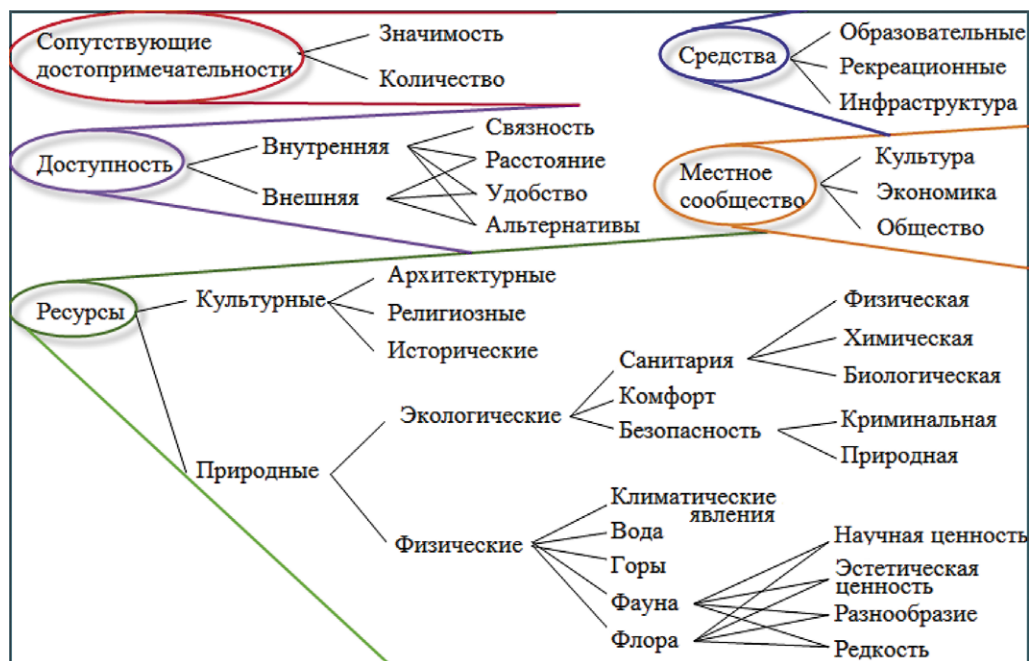 Сопутствующие
достопримечательности
Значимость
Количество
Средства
Образовательные
Рекреационные
Инфраструктура
Доступность
Внутренняя
Внешняя
Связность
Расстояние
Удобство
Альтернативы
Местное
сообщество
Культура
Экономика
Общество
Ресурсы
Культурные
Архитектурные
Религиозные
Исторические
Природные
Экологические
Санитария
Комфорт
Безопасность
Физическая
Химическая
Биологическая
Криминальная
Природная
Физические
Климатические
явления
Вода
Горы
Фауна
Флора
Научная ценность
Эстетическая
ценность
Разнообразие
Редкость